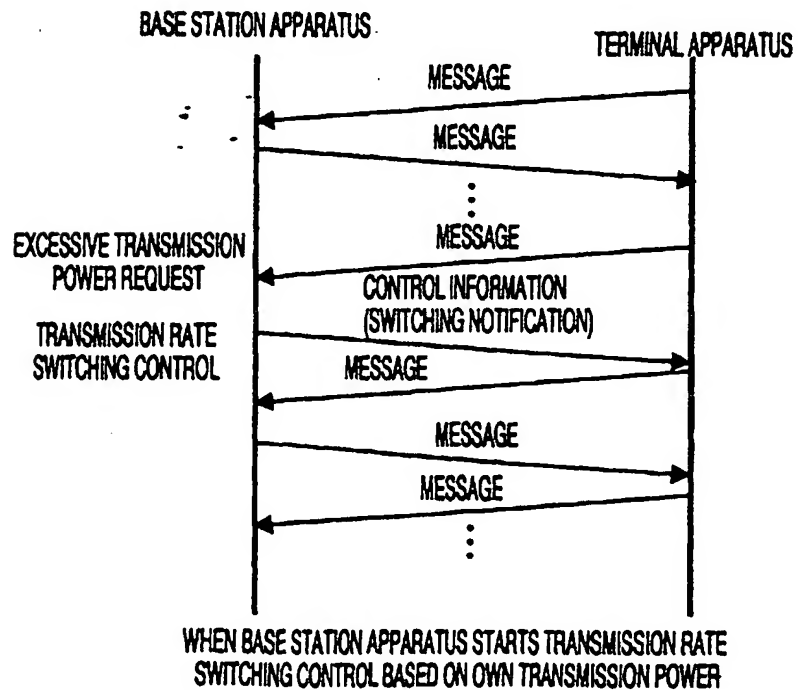 BASE STATION APPARATUS
TERMINAL APPARATUS
MESSAGE
MESSAGE
MESSAGE
EXCESSIVE TRANSMISSION
POWER REQUEST
CONTROL INFORMATION
(SWITCHING NOTIFICATION)
TRANSMISSION RATE
SWITCHING CONTROL
MESSAGE
MESSAGE
MESSAGE
WHEN BASE STATION APPARATUS STARTS TRANSMISSION RATE
SWITCHING CONTROL BASED ON OWN TRANSMISSION POWER